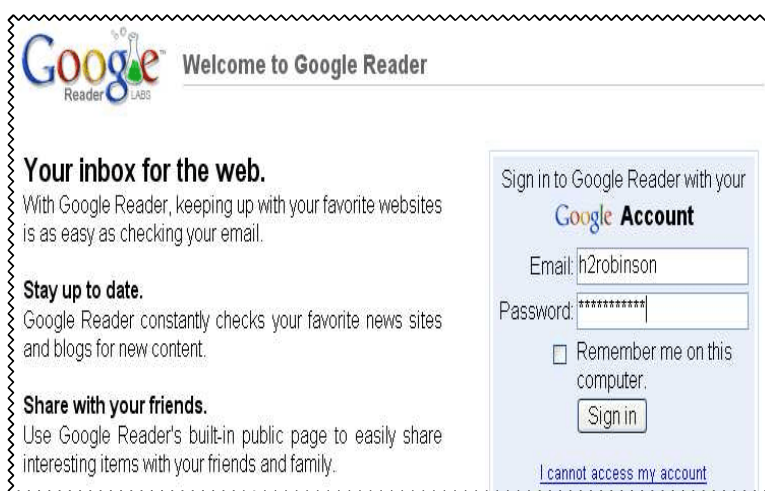 Google™
Reader LABS
Welcome to Google Reader
Your inbox for the web.
With Google Reader, keeping up with your favorite websites
is as easy as checking your email.
Stay up to date.
Google Reader constantly checks your favorite news sites
and blogs for new content.
Share with your friends.
Use Google Reader's built-in public page to easily share
interesting items with your friends and family.
Sign in to Google Reader with your
Google Account
Email: h2robinson
Password: ***********
Remember me on this
computer.
Sign in
I cannot access my account